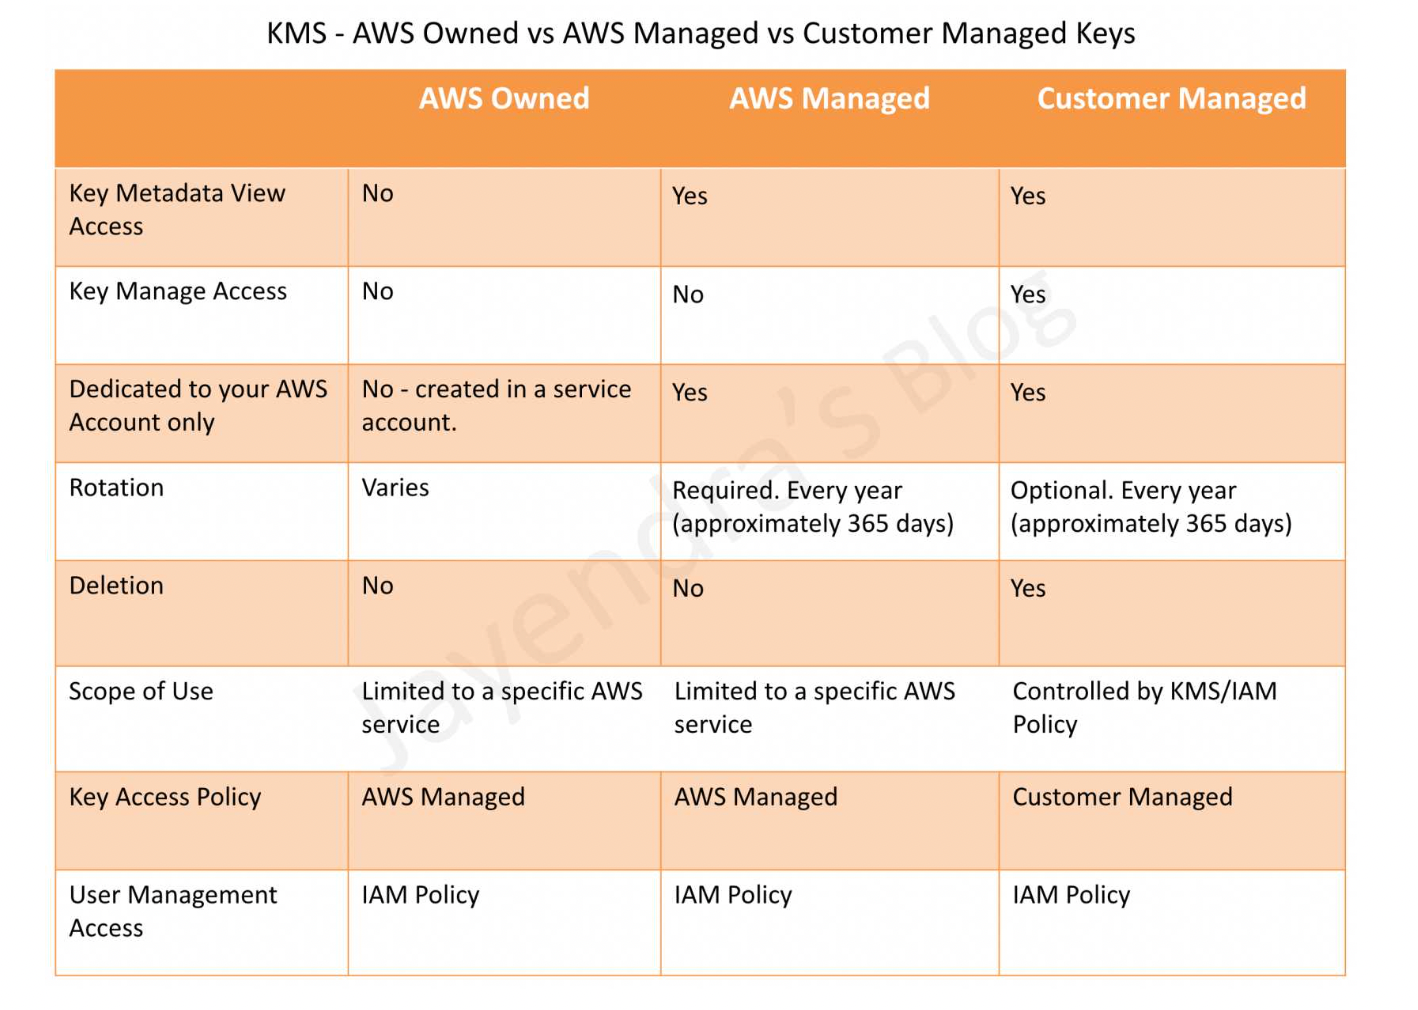 KMS - AWS Owned vs AWS Managed vs Customer Managed Keys
AWS Owned AWS Managed Customer Managed
Key Metadata View
Access
No
Yes
Yes
Key Manage Access
No
No
Yes
Dedicated to your AWS
Account only
No - created in a service
account.
Yes
Yes
Rotation
Varies
Required. Every year
(approximately 365 days)
Optional. Every year
(approximately 365 days)
Deletion
No
No
Yes
Scope of Use
Limited to a specific AWS
service
Limited to a specific AWS
service
Controlled by KMS/IAM
Policy
Key Access Policy
AWS Managed
AWS Managed
Customer Managed
User Management
Access
IAM Policy
IAM Policy
IAM Policy
Jayendra's Blog